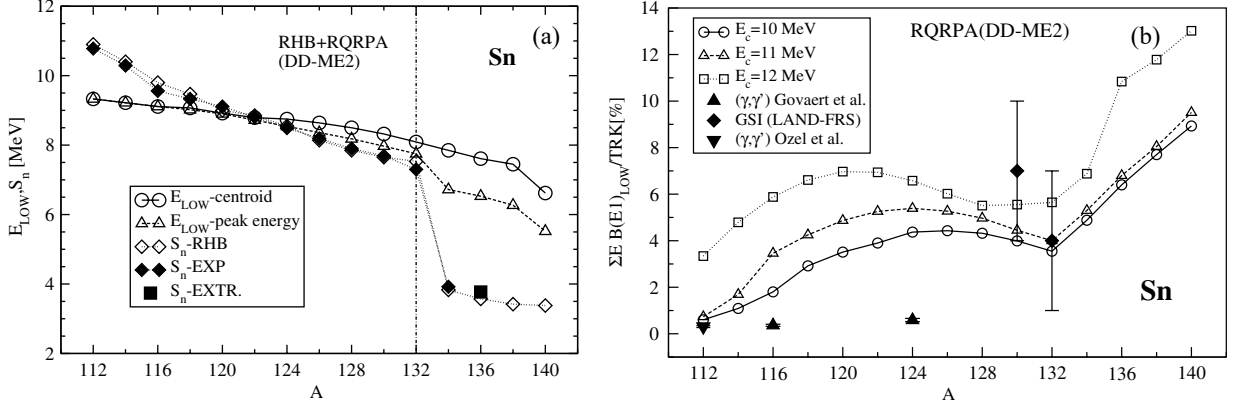 12
10
8
6
4
2
E_LOW,S_n [MeV]
RHB+RQRPA
(DD-ME2)
Sn
(a)
E_LOW-centroid
E_LOW-peak energy
S_n-RHB
S_n-EXP
S_n-EXTR.
112 116 120 124 128 132 136 140
A
14
12
10
8
6
4
2
0
ΣE B(E1)_LOW/TRK[%]
E_c=10 MeV
E_c=11 MeV
E_c=12 MeV
(γ,γ') Govaert et al.
GSI (LAND-FRS)
(γ,γ') Ozel et al.
RQRPA(DD-ME2)
(b)
Sn
112 116 120 124 128 132 136 140
A